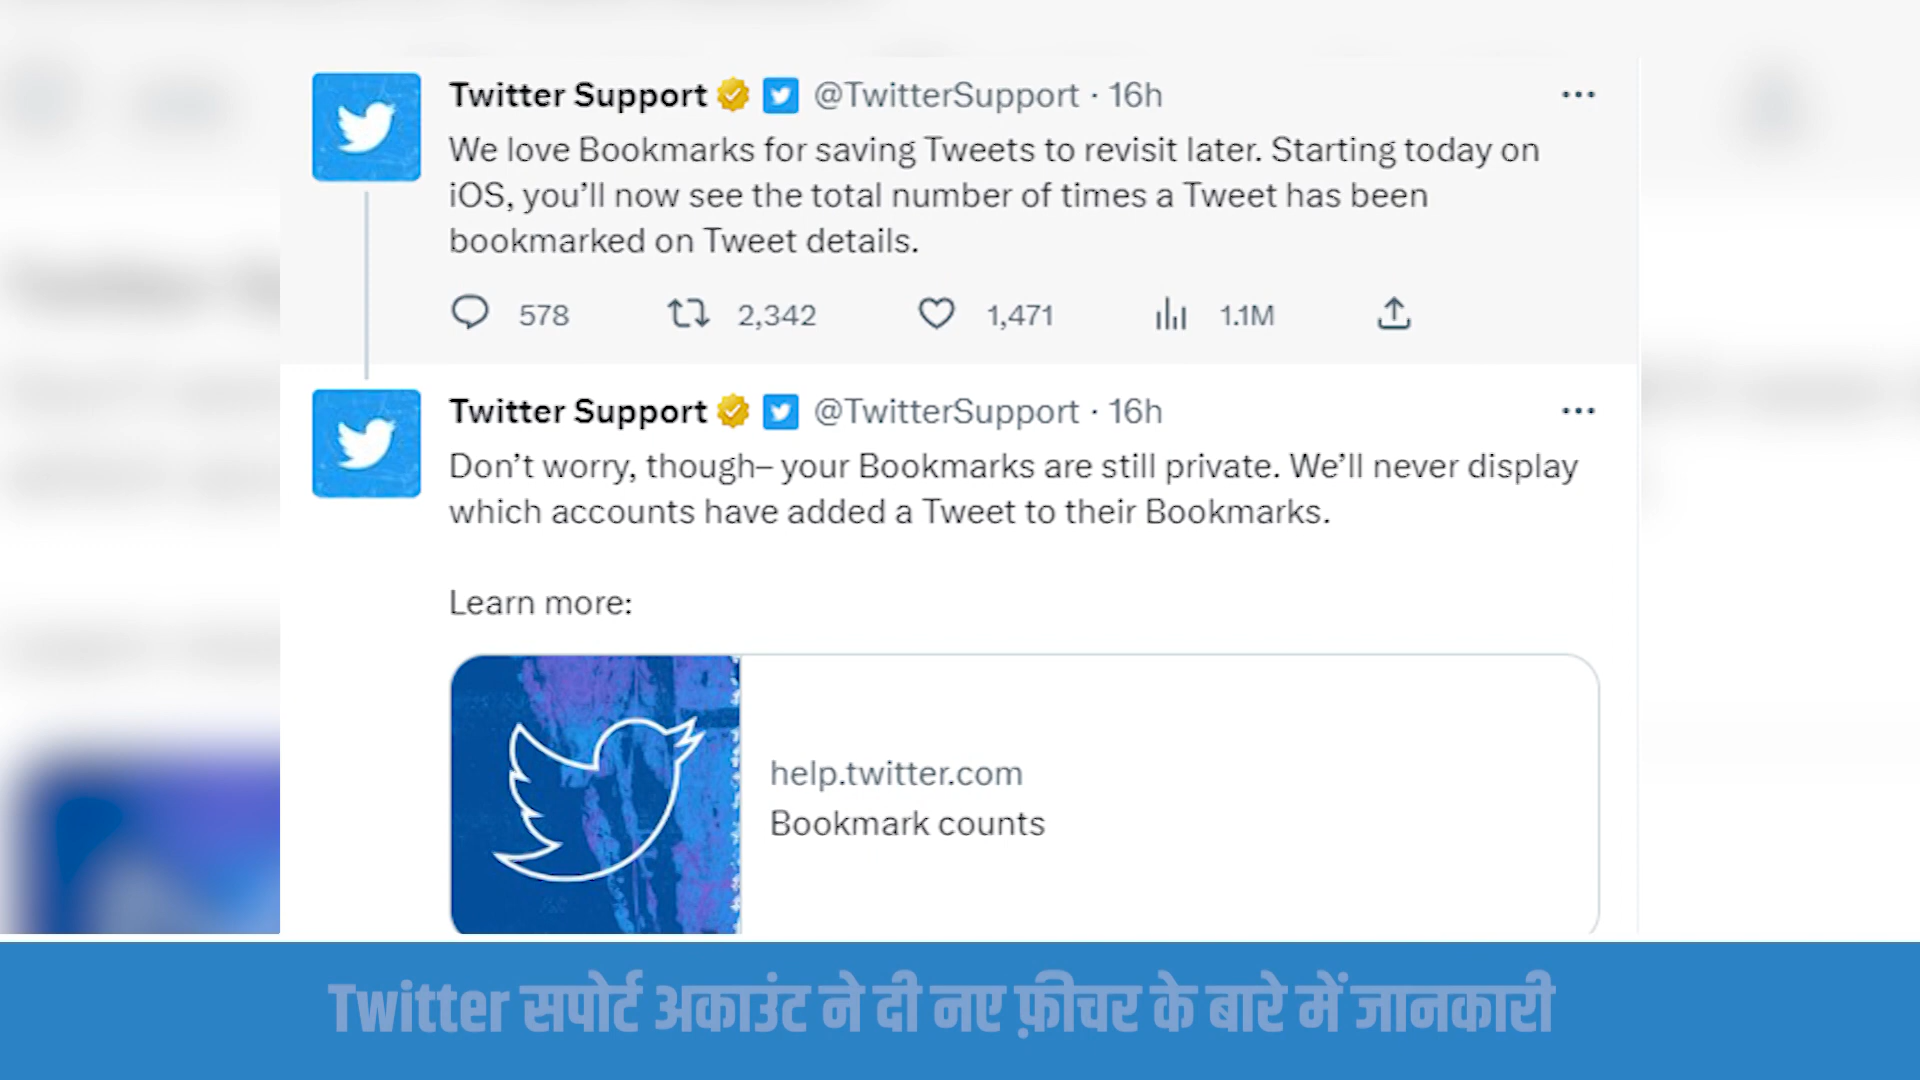 Twitter Support @TwitterSupport · 16h
We love Bookmarks for saving Tweets to revisit later. Starting today on
iOS, you’ll now see the total number of times a Tweet has been
bookmarked on Tweet details.
578 2,342 1,471 1.1M
Twitter Support @TwitterSupport · 16h
Don’t worry, though– your Bookmarks are still private. We’ll never display
which accounts have added a Tweet to their Bookmarks.
Learn more:
help.twitter.com
Bookmark counts
Twitter सपोर्ट अकाउंट ने दी नए फ़ीचर के बारे में जानकारी